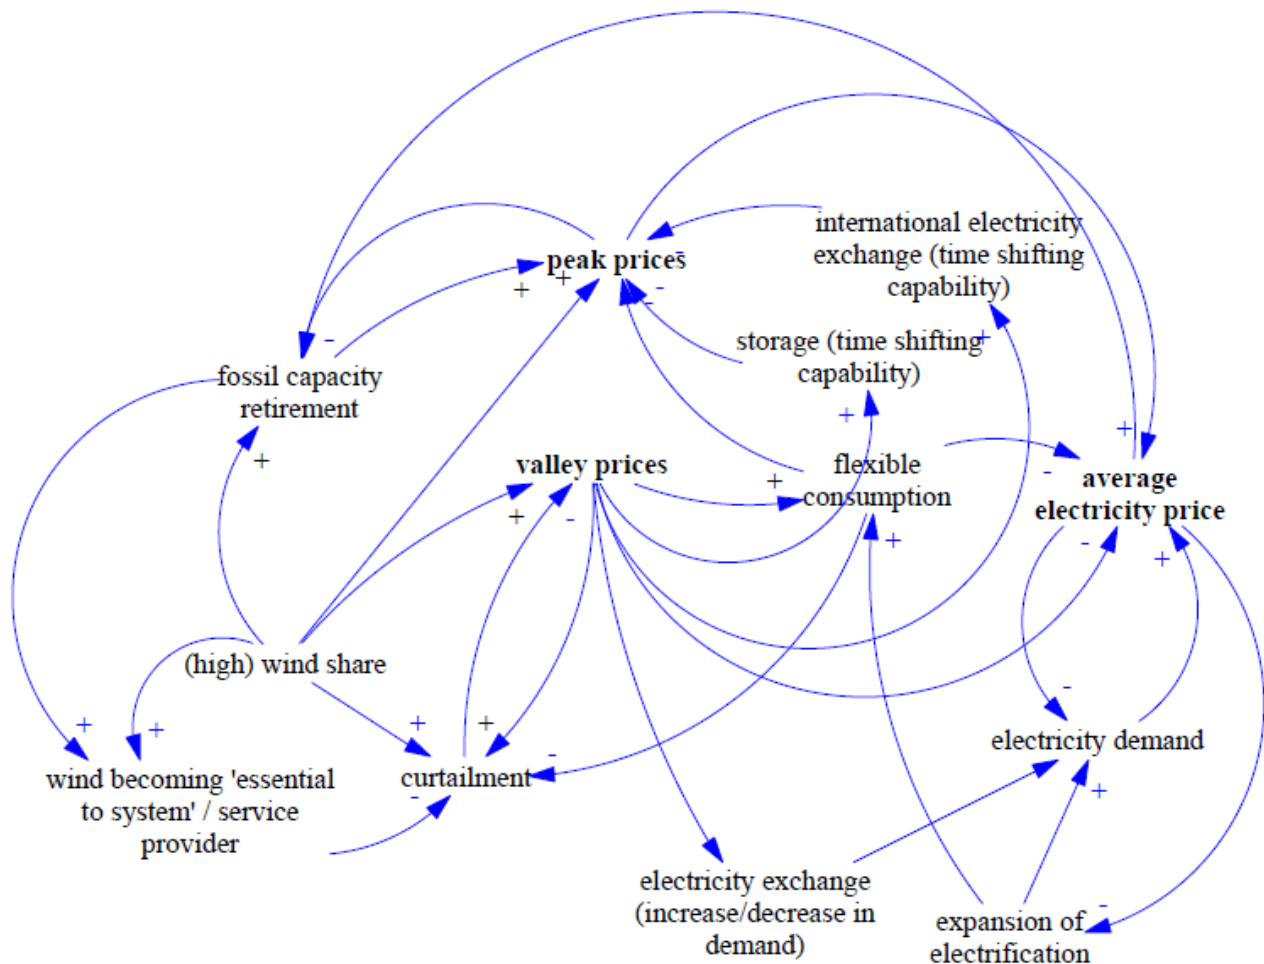 international electricity
exchange (time shifting
capability)
-
peak prices
+
+
-
-
storage (time shifting
capability)
+
-
fossil capacity
retirement
+
+
+
valley prices
+
-
+
flexible
consumption
+
-
average
electricity price
-
+
(high) wind share
+
+
+
+
-
-
electricity demand
wind becoming 'essential
to system' / service
provider
curtailment
-
+
electricity exchange
(increase/decrease in
demand)
-
expansion of
electrification